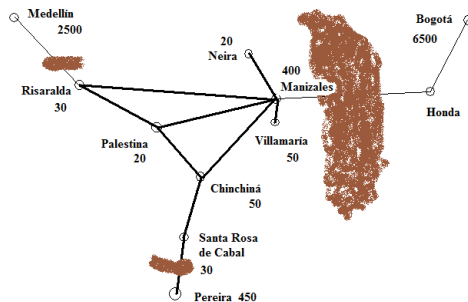 Medellín
2500
Bogotá
6500
20
Neira
400
Manizales
Risaralda
30
Honda
Palestina
20
Villamaría
50
Chinchiná
50
Santa Rosa
de Cabal
30
Pereira 450